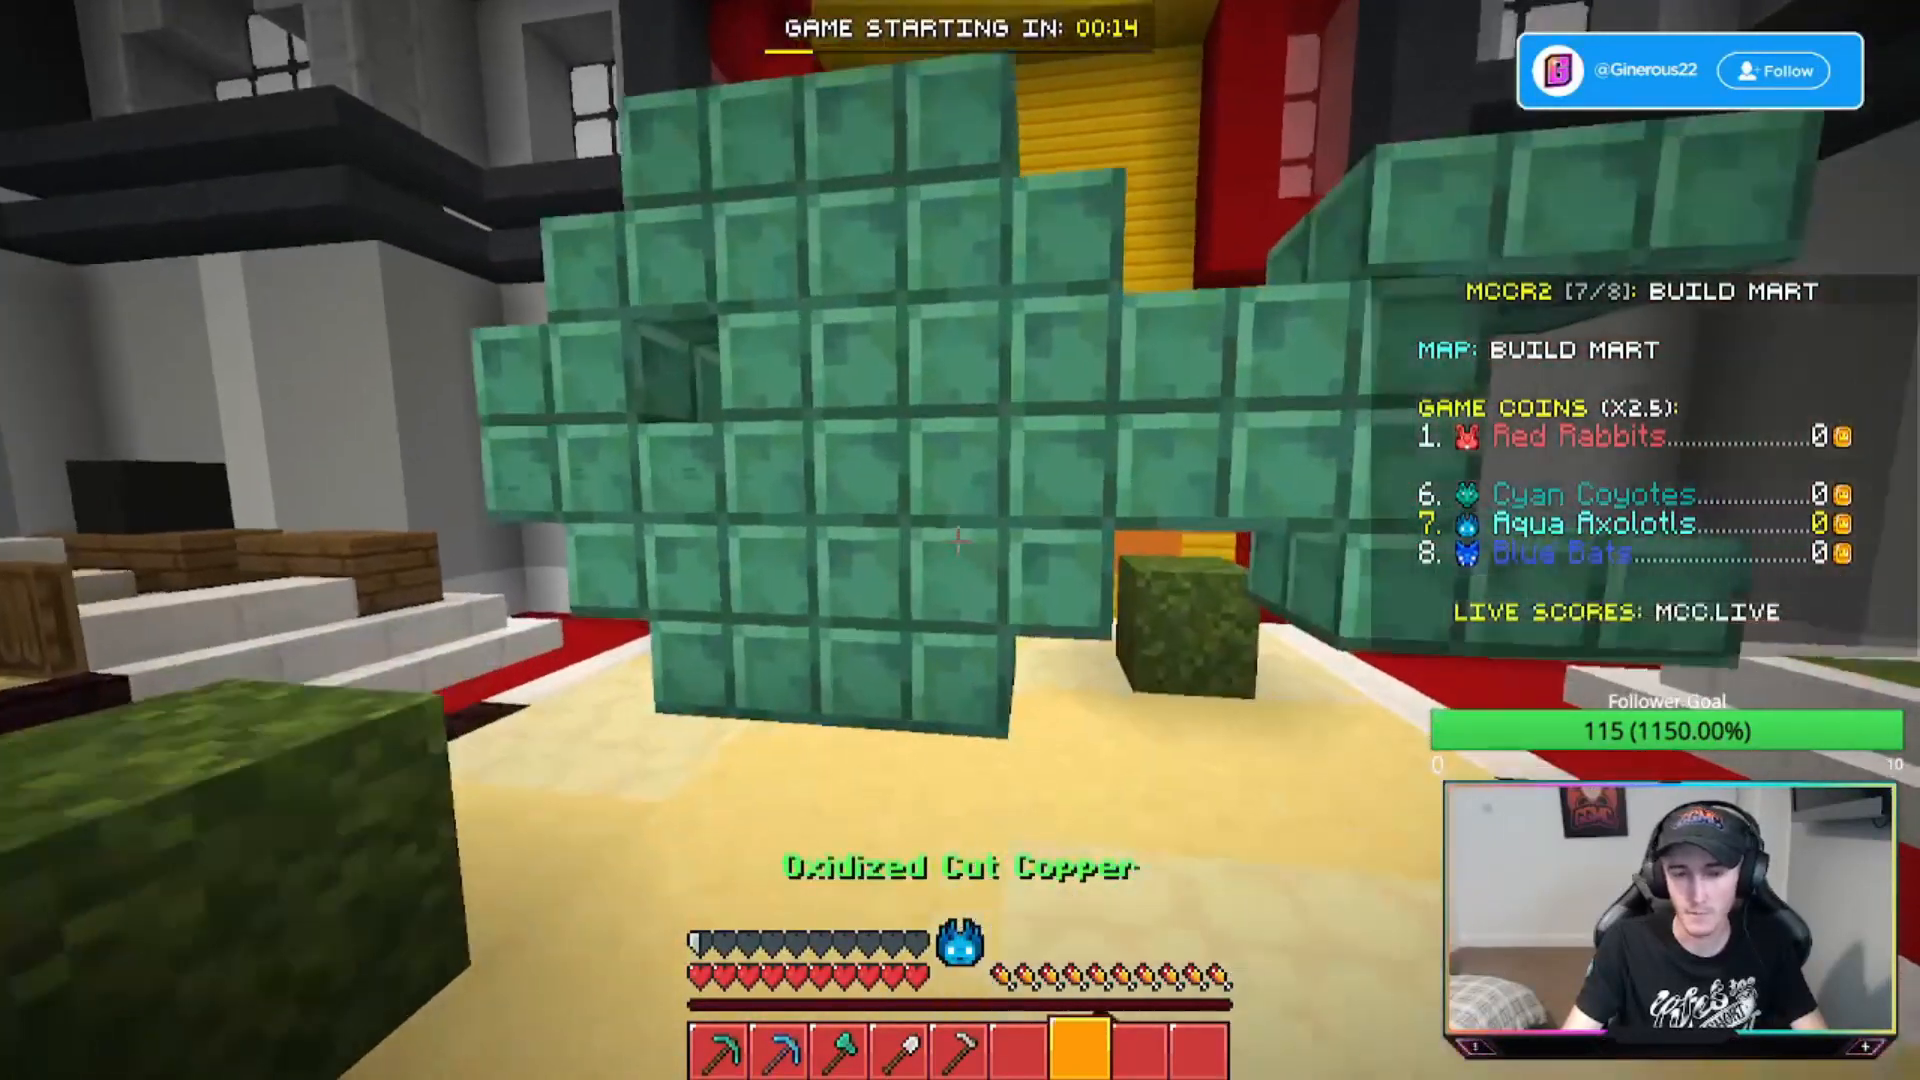 GAME STARTING IN: 00:14
@Ginerous22
Follow
MCCR2 [7/8]: BUILD MART
MAP: BUILD MART
GAME COINS (X2.5):
1. Red Rabbits..................0
6. Cyan Coyotes...............0
7. Aqua Axolotls...............0
8. Blue Bats.......................0
LIVE SCORES: MCC.LIVE
Follower Goal
115 (1150.00%)
0 10
Oxidized Cut Copper
GGMC